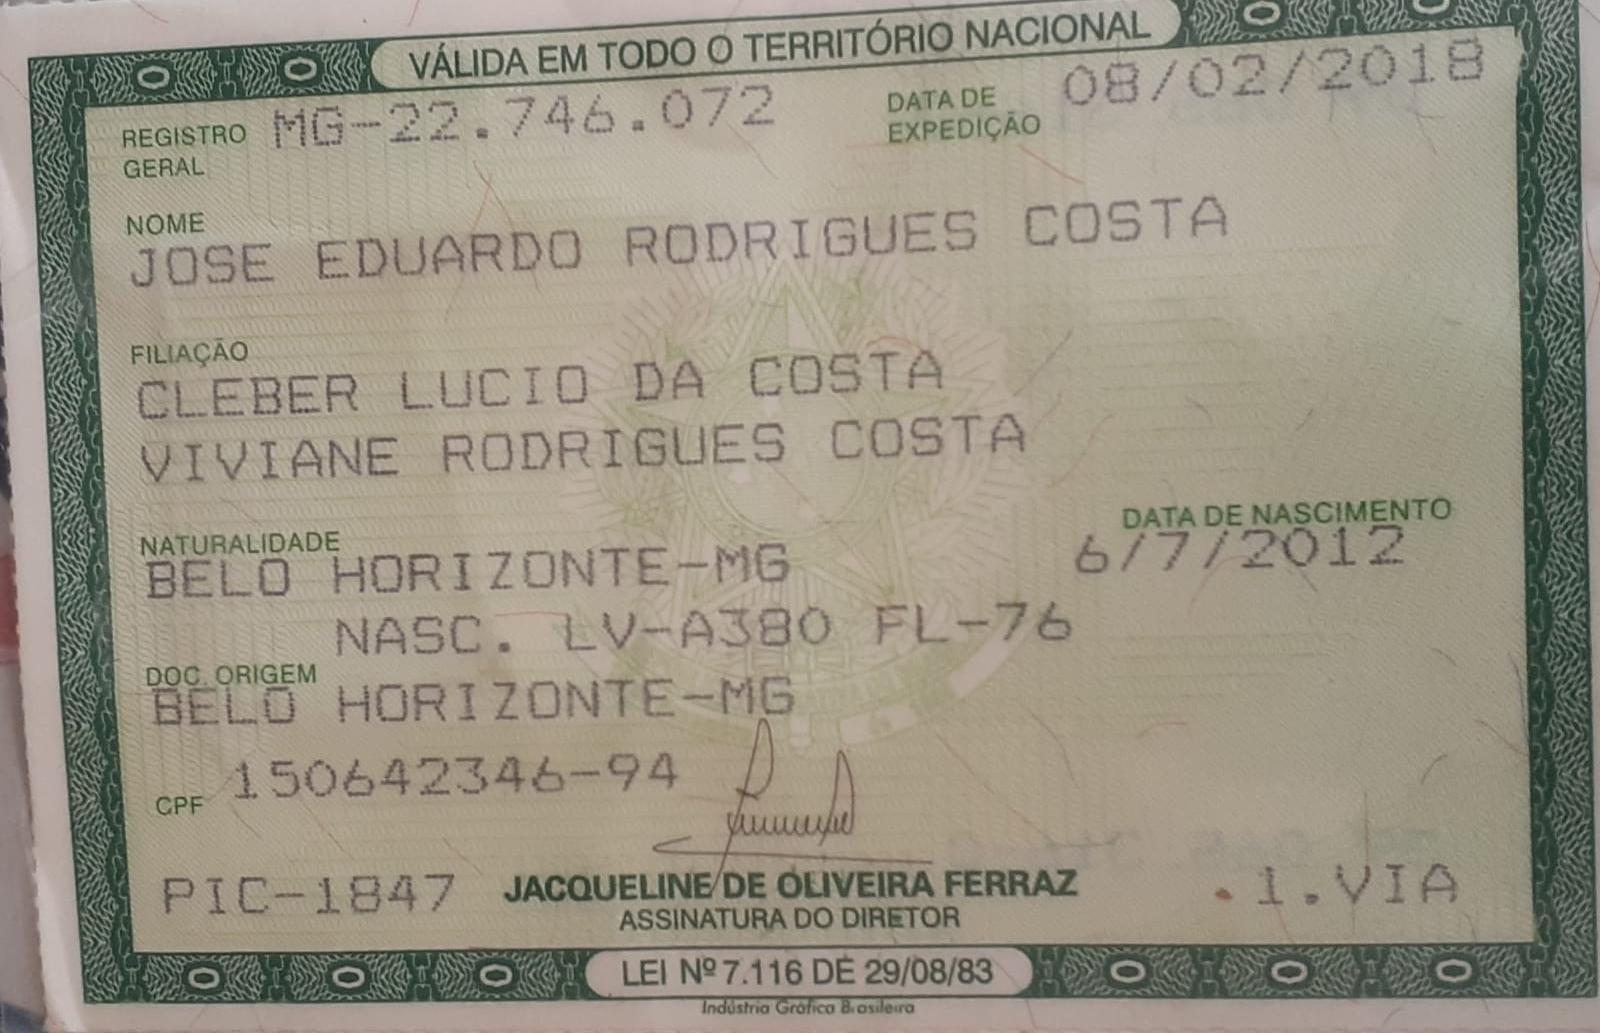 VÁLIDA EM TODO O TERRITÓRIO NACIONAL
REGISTRO GERAL MG-22.746.072 DATA DE EXPEDIÇÃO 08/02/2018
NOME
JOSE EDUARDO RODRIGUES COSTA
FILIAÇÃO
CLEBER LUCIO DA COSTA
VIVIANE RODRIGUES COSTA
NATURALIDADE DATA DE NASCIMENTO
BELO HORIZONTE-MG 6/7/2012
NASC. LV-A380 FL-76
DOC. ORIGEM
BELO HORIZONTE-MG
CPF 150642346-94
PIC-1847 JACQUELINE DE OLIVEIRA FERRAZ 1.VIA
ASSINATURA DO DIRETOR
LEI Nº 7.116 DE 29/08/83
Indústria Gráfica Brasileira